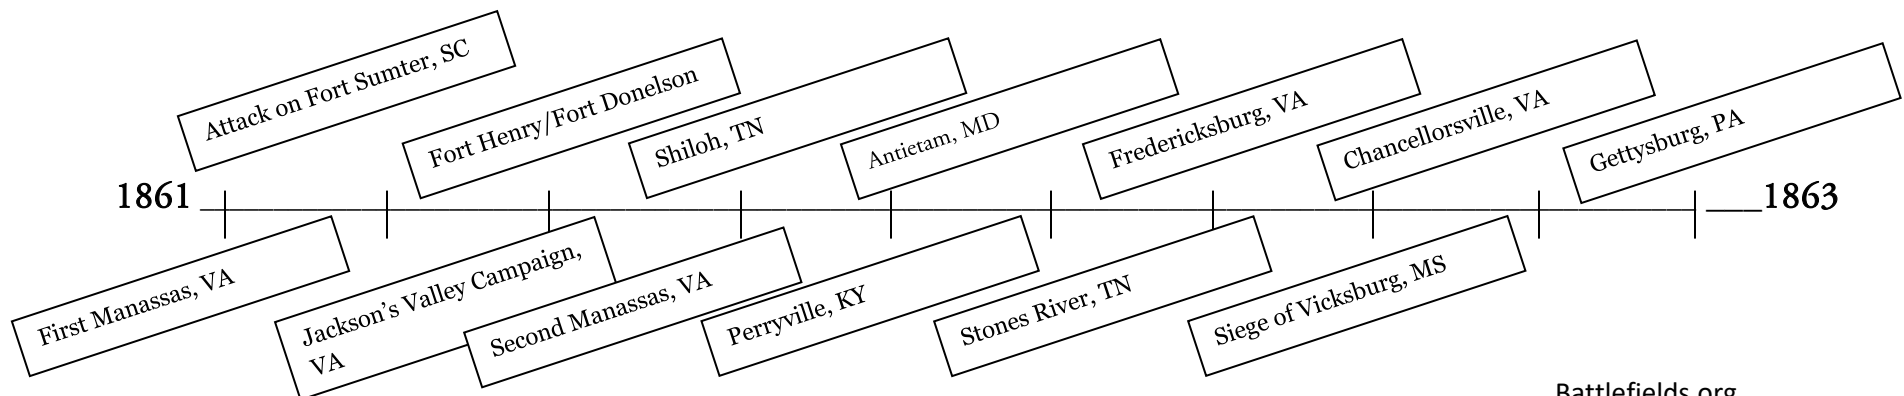 Attack on Fort Sumter, SC
Fort Henry/Fort Donelson
Shiloh, TN
Antietam, MD
Fredericksburg, VA
Chancellorsville, VA
Gettysburg, PA
1861
1863
First Manassas, VA
Jackson’s Valley Campaign,
VA
Second Manassas, VA
Perryville, KY
Stones River, TN
Siege of Vicksburg, MS
Battlefields.org